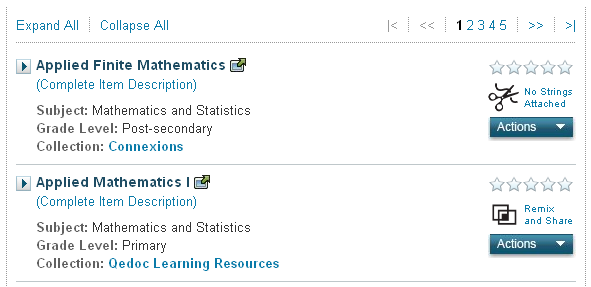 Expand All Collapse All |< << 1 2 3 4 5 >> >|
Applied Finite Mathematics
(Complete Item Description)
Subject: Mathematics and Statistics
Grade Level: Post-secondary
Collection: Connexions
No Strings
Attached
Actions
Applied Mathematics I
(Complete Item Description)
Subject: Mathematics and Statistics
Grade Level: Primary
Collection: Qedoc Learning Resources
Remix
and Share
Actions